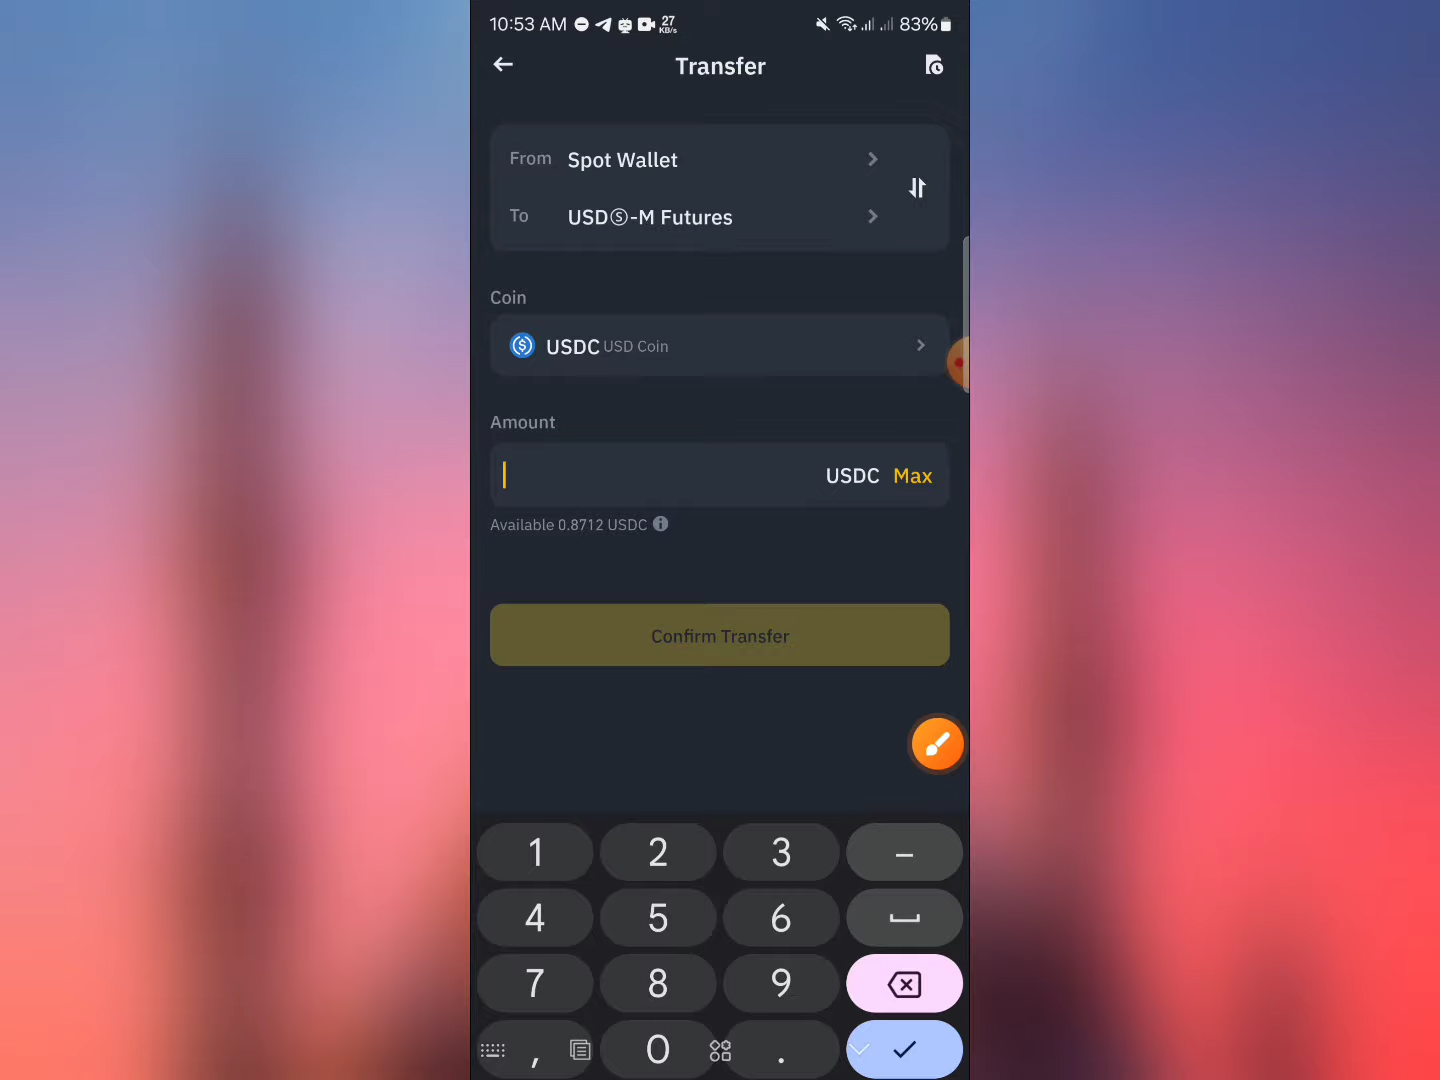 10:53 AM 27 KB/s 83%
Transfer
From Spot Wallet
To USDⓈ-M Futures
Coin
USDC USD Coin
Amount
USDC Max
Available 0.8712 USDC
Confirm Transfer
1 2 3 –
4 5 6
7 8 9
, 0 .